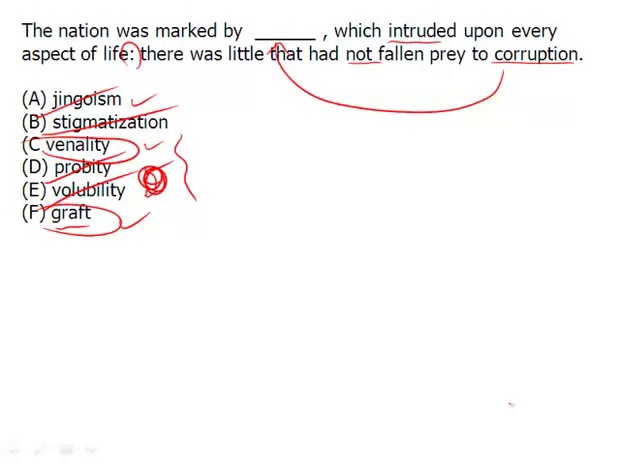 The nation was marked by ______ , which intruded upon every
aspect of life: there was little that had not fallen prey to corruption.
(A) jingoism
(B) stigmatization
(C venality
(D) probity
(E) volubility
(F) graft